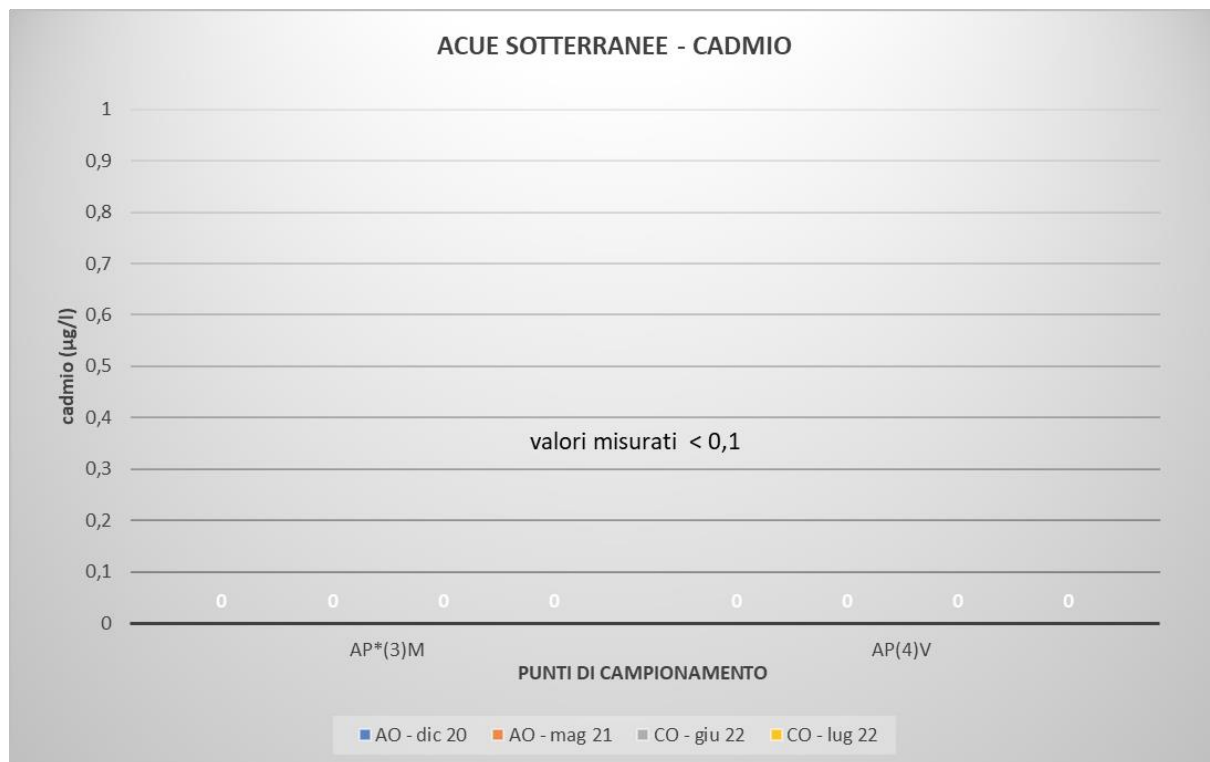 ACUE SOTTERRANEE - CADMIO
1
0,9
0,8
0,7
0,6
0,5
0,4
0,3
0,2
0,1
0
cadmio (µg/l)
valori misurati < 0,1
0 0 0 0 0 0 0 0
AP*(3)M AP(4)V
PUNTI DI CAMPIONAMENTO
AO - dic 20 AO - mag 21 CO - giu 22 CO - lug 22